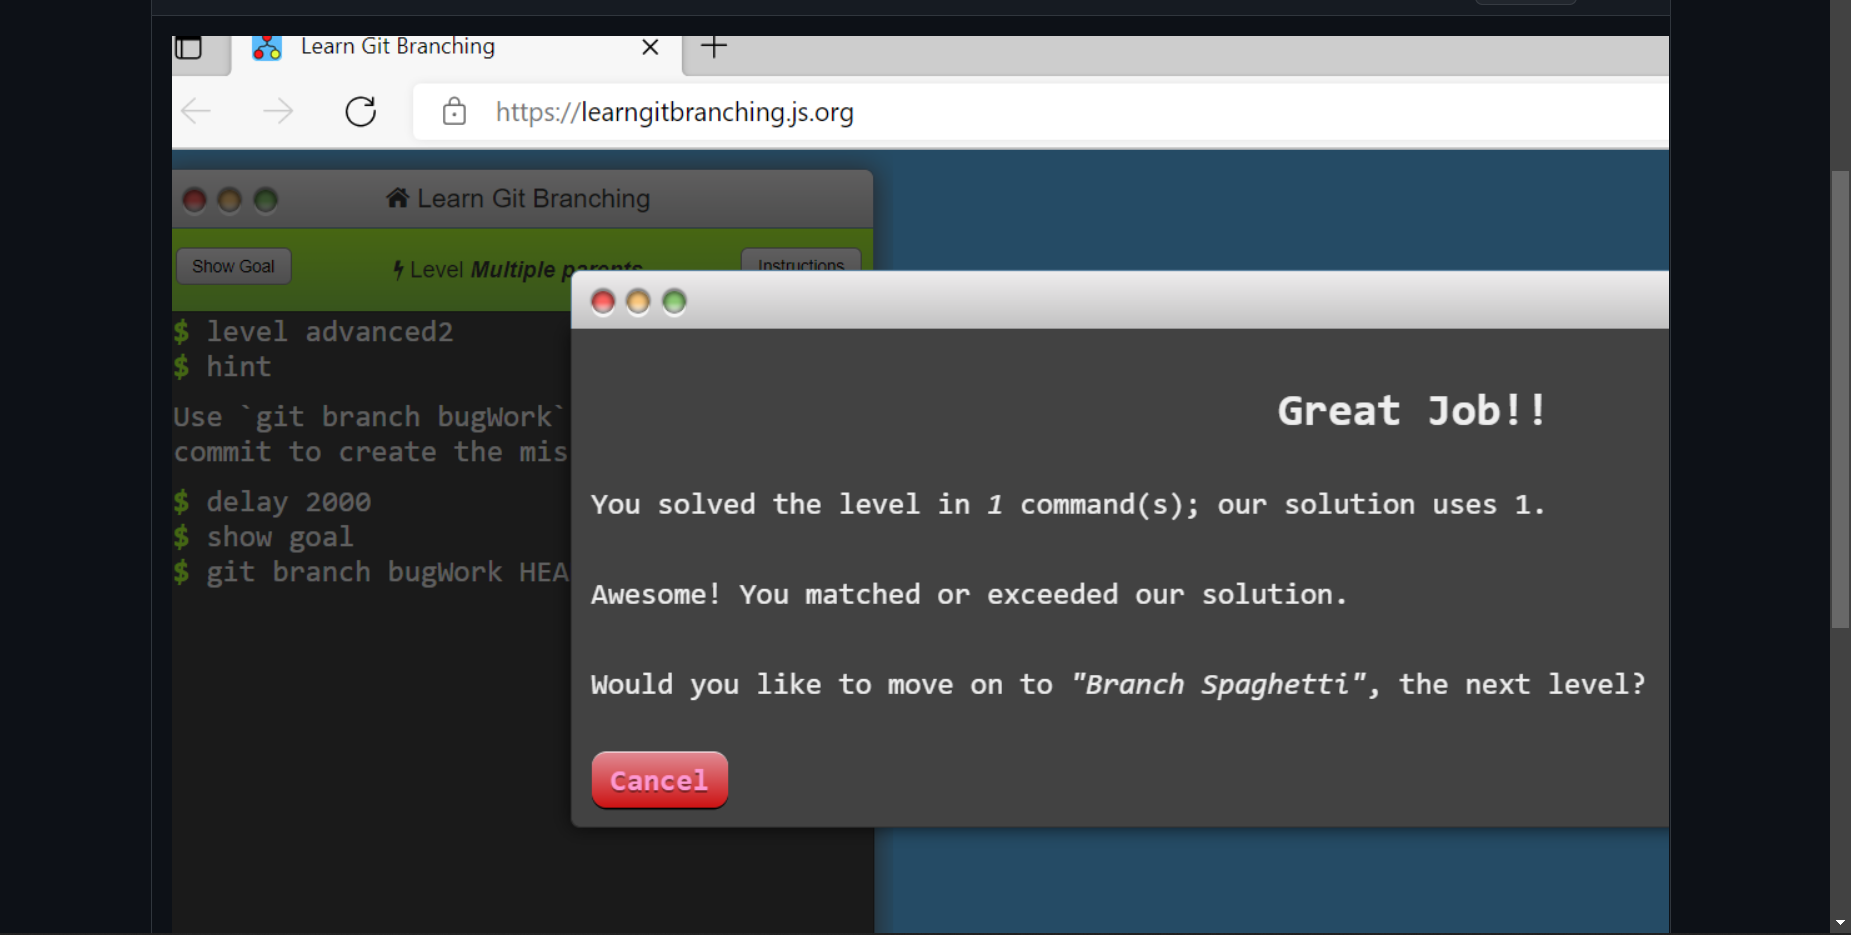 Learn Git Branching
https://learngitbranching.js.org
Learn Git Branching
Show Goal
Level Multiple parents
Instructions
$ level advanced2
$ hint
Use `git branch bugWork`
commit to create the mis
$ delay 2000
$ show goal
$ git branch bugWork HEA
Great Job!!
You solved the level in 1 command(s); our solution uses 1.
Awesome! You matched or exceeded our solution.
Would you like to move on to "Branch Spaghetti", the next level?
Cancel